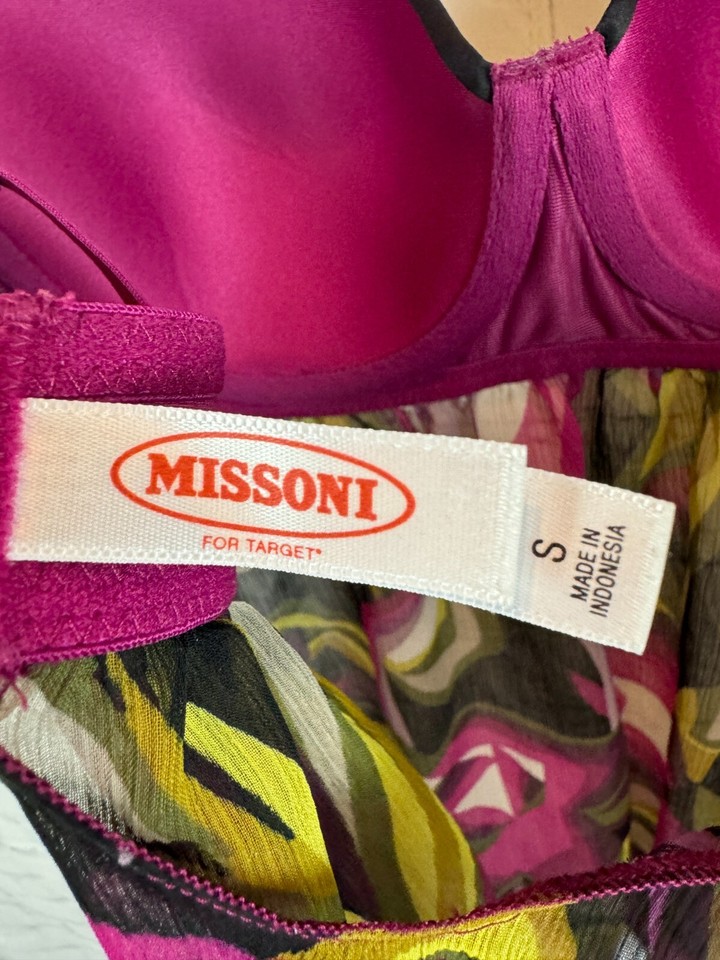 MISSONI
FOR TARGET*
S
MADE IN
INDONESIA